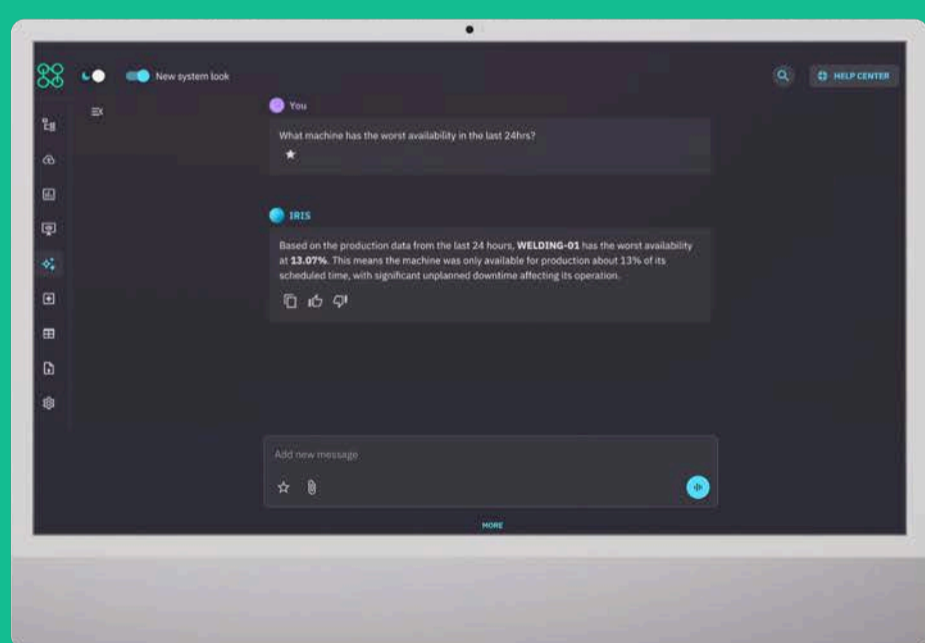 New system look
HELP CENTER
You
What machine has the worst availability in the last 24hrs?
IRIS
Based on the production data from the last 24 hours, WELDING-01 has the worst availability
at 13.07%. This means the machine was only available for production about 13% of its
scheduled time, with significant unplanned downtime affecting its operation.
Add new message
MORE